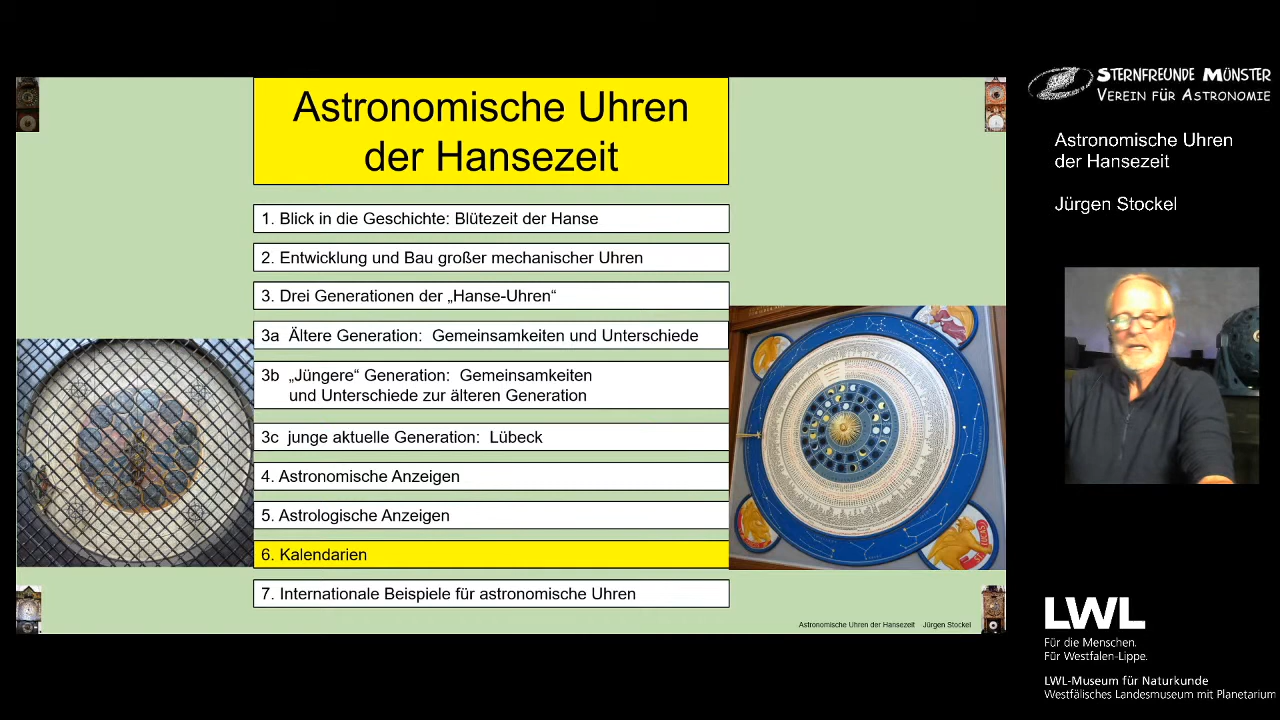 Astronomische Uhren
der Hansezeit
1. Blick in die Geschichte: Blütezeit der Hanse
2. Entwicklung und Bau großer mechanischer Uhren
3. Drei Generationen der „Hanse-Uhren“
3a Ältere Generation: Gemeinsamkeiten und Unterschiede
3b „Jüngere“ Generation: Gemeinsamkeiten
und Unterschiede zur älteren Generation
3c junge aktuelle Generation: Lübeck
4. Astronomische Anzeigen
5. Astrologische Anzeigen
6. Kalendarien
7. Internationale Beispiele für astronomische Uhren
Astronomische Uhren der Hansezeit Jürgen Stockel
STERNFREUNDE MÜNSTER
VEREIN FÜR ASTRONOMIE
Astronomische Uhren
der Hansezeit
Jürgen Stockel
LWL
Für die Menschen.
Für Westfalen-Lippe.
LWL-Museum für Naturkunde
Westfälisches Landesmuseum mit Planetarium